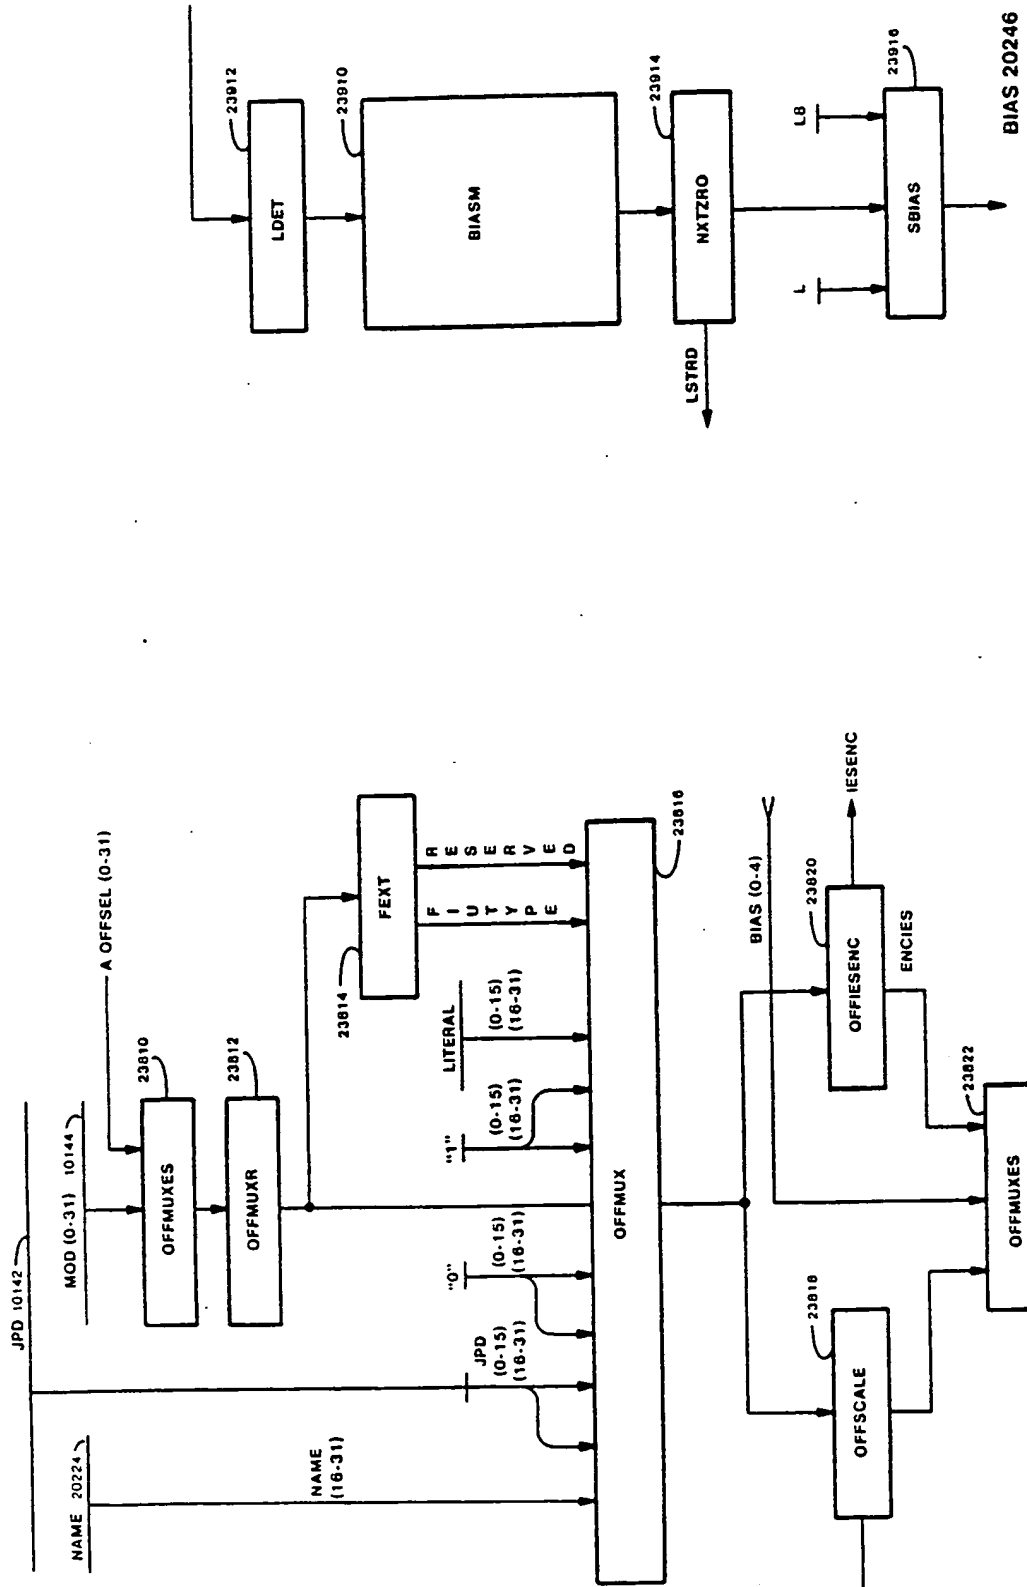 23912
LDET
23910
BIASM
23914
NXTZRO
LSTRD
L
LB
23916
SBIAS
BIAS 20246
JPD 10142
MOD (0-31) 10144
A OFFSEL (0-31)
NAME 20224
23810
OFFMUXES
23812
OFFMUXR
23814
FEXT
FIUTYPE
RESERVED
NAME
(16-31)
JPD
(0-15)
(16-31)
"0"
(0-15)
(16-31)
"1"
(0-15)
(16-31)
LITERAL
(0-15)
(16-31)
OFFMUX
23816
BIAS (0-4)
23818
OFFSCALE
23820
OFFIESENC
IESENC
ENCIES
23822
OFFMUXES